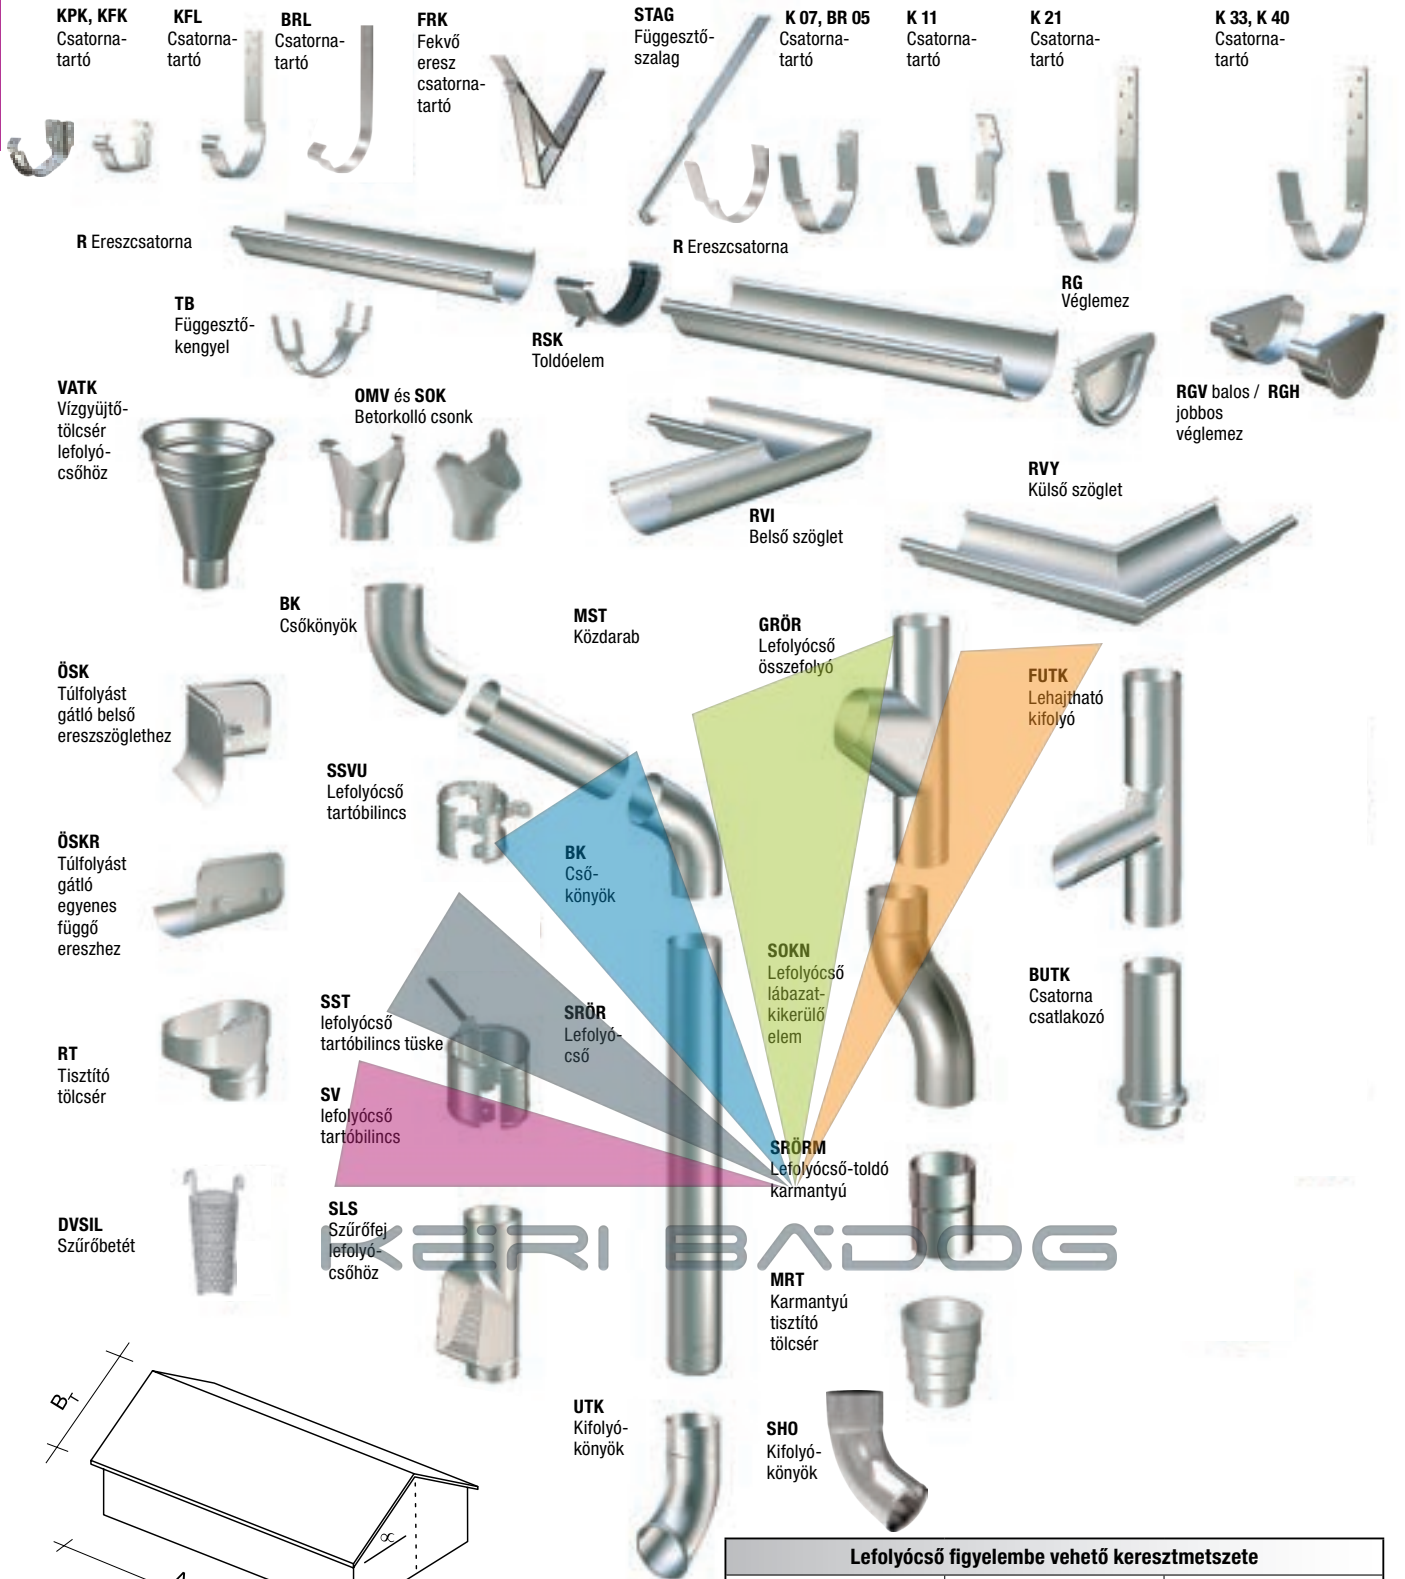 KPK, KFK
Csatorna-
tartó
KFL
Csatorna-
tartó
BRL
Csatorna-
tartó
FRK
Fekvő
eresz
csatorna-
tartó
STAG
Függesztő-
szalag
K 07, BR 05
Csatorna-
tartó
K 11
Csatorna-
tartó
K 21
Csatorna-
tartó
K 33, K 40
Csatorna-
tartó
R Ereszcsatorna
R Ereszcsatorna
TB
Függesztő-
kengyel
RSK
Toldóelem
RG
Véglemez
RGV balos / RGH
jobbos
véglemez
VATK
Vízgyüjtő-
tölcsér
lefolyó-
csőhöz
OMV és SOK
Betorkolló csonk
RVI
Belső szöglet
RVY
Külső szöglet
BK
Csőkönyök
MST
Közdarab
GRÖR
Lefolyócső
összefolyó
FUTK
Lehajtható
kifolyó
ÖSK
Túlfolyást
gátló belső
ereszszöglethez
SSVU
Lefolyócső
tartóbilincs
ÖSKR
Túlfolyást
gátló
egyenes
függő
ereszhez
BK
Cső-
könyök
SOKN
Lefolyócső
lábazat-
kikerülő
elem
BUTK
Csatorna
csatlakozó
SST
lefolyócső
tartóbilincs tüske
SRÖR
Lefolyó-
cső
RT
Tisztító
tölcsér
SV
lefolyócső
tartóbilincs
SRÖRM
Lefolyócső-toldó
karmantyú
DVSIL
Szűrőbetét
SLS
Szűrőfej
lefolyó-
csőhöz
KERI BÁDOG
MRT
Karmantyú
tisztító
tölcsér
UTK
Kifolyó-
könyök
SHO
Kifolyó-
könyök
BT
∝
A
Lefolyócső figyelembe vehető keresztmetszete